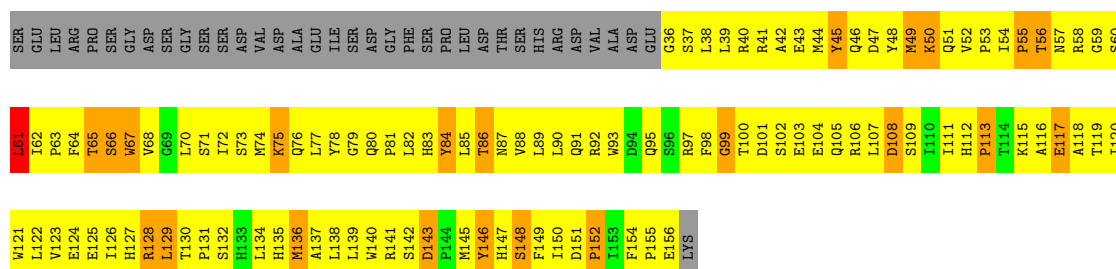 SER GLU LEU ARG PRO SER GLY ASP SER GLY SER SER ASP VAL ASP ALA GLU ILE SER ASP GLY PHE SER PRO LEU ASP THR SER HIS ARG ASP VAL ALA ASP GLU G36 S37 L38 L39 R40 R41 A42 E43 M44 Y45 Q46 D47 Y48 M49 K50 Q51 V52 P53 I54 P55 T56 N57 R58 G59 S60
L61 I62 P63 F64 T65 S66 W67 V68 G69 L70 S71 I72 S73 M74 K75 Q76 L77 Y78 G79 Q80 P81 L82 H83 Y84 L85 T86 N87 V88 L89 L90 Q91 R92 W93 D94 Q95 S96 R97 F98 G99 T100 D101 S102 E103 E104 Q105 R106 L107 D108 S109 I110 I111 H112 P113 T114 K115 A116 E117 A118 T119 I120
W121 L122 V123 E124 E125 I126 H127 R128 L129 T130 P131 S132 H133 L134 H135 M136 A137 L138 L139 W140 R141 S142 D143 P144 M145 Y146 H147 S148 F149 I150 D151 P152 I153 F154 P155 E156 LYS